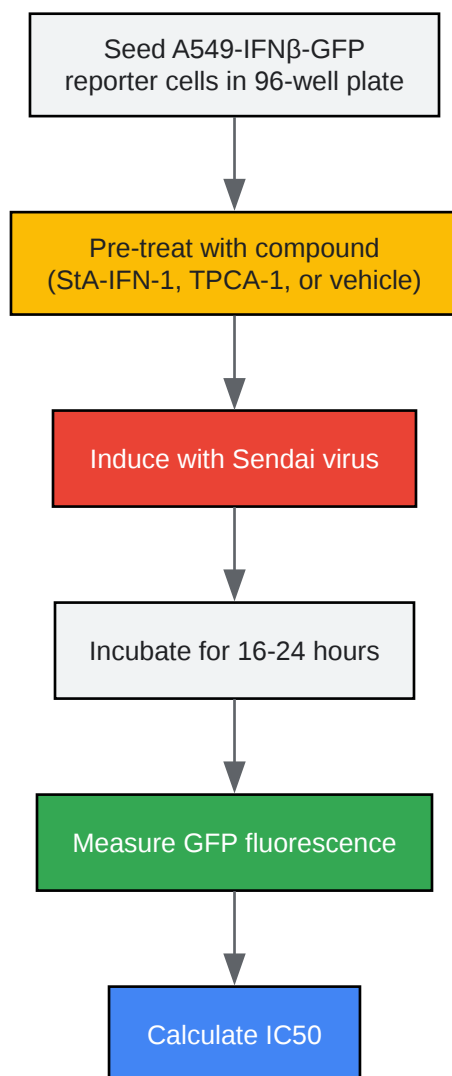 Seed A549-IFNβ-GFP
reporter cells in 96-well plate
Pre-treat with compound
(StA-IFN-1, TPCA-1, or vehicle)
Induce with Sendai virus
Incubate for 16-24 hours
Measure GFP fluorescence
Calculate IC50